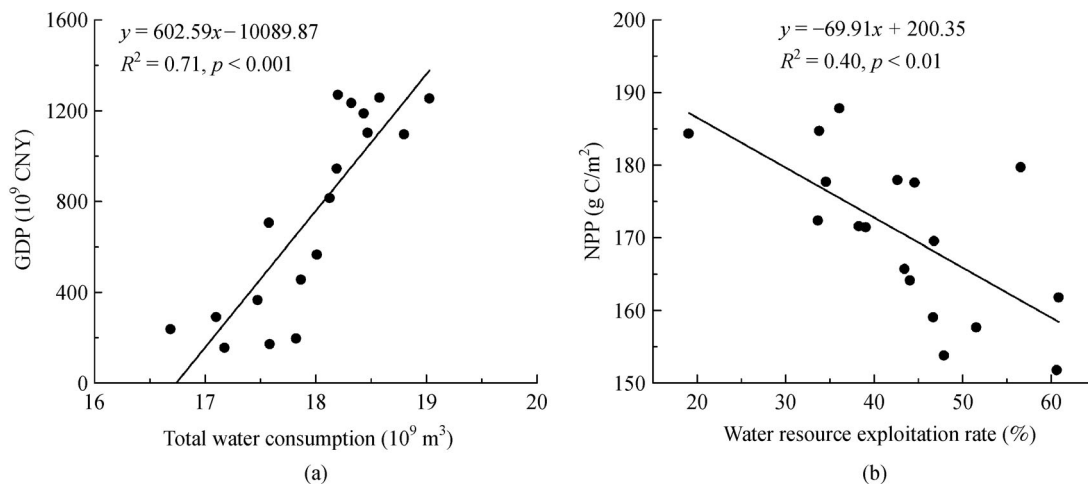 y = 602.59x−10089.87
R² = 0.71, p < 0.001
1600
1200
800
400
0
GDP (10⁹ CNY)
16 17 18 19 20
Total water consumption (10⁹ m³)
(a)
y = −69.91x + 200.35
R² = 0.40, p < 0.01
200
190
180
170
160
150
NPP (g C/m²)
20 30 40 50 60
Water resource exploitation rate (%)
(b)